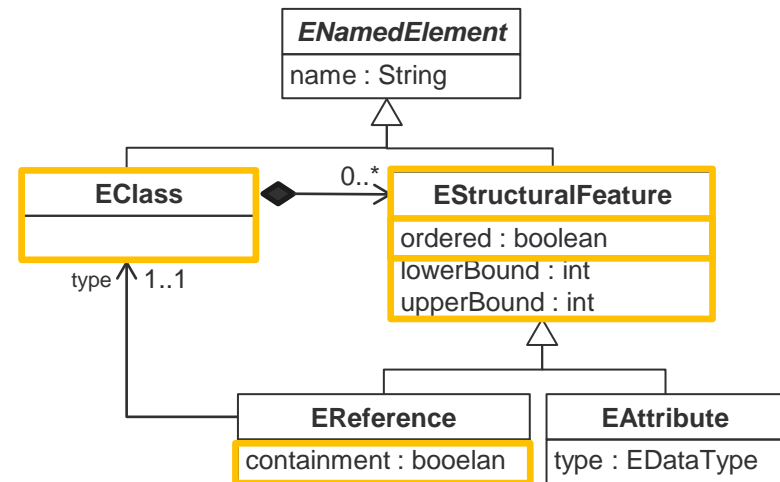 ENamedElement
name : String
EClass
0..*
EStructuralFeature
ordered : boolean
lowerBound : int
upperBound : int
type
1..1
EReference
containment : booelan
EAttribute
type : EDataType